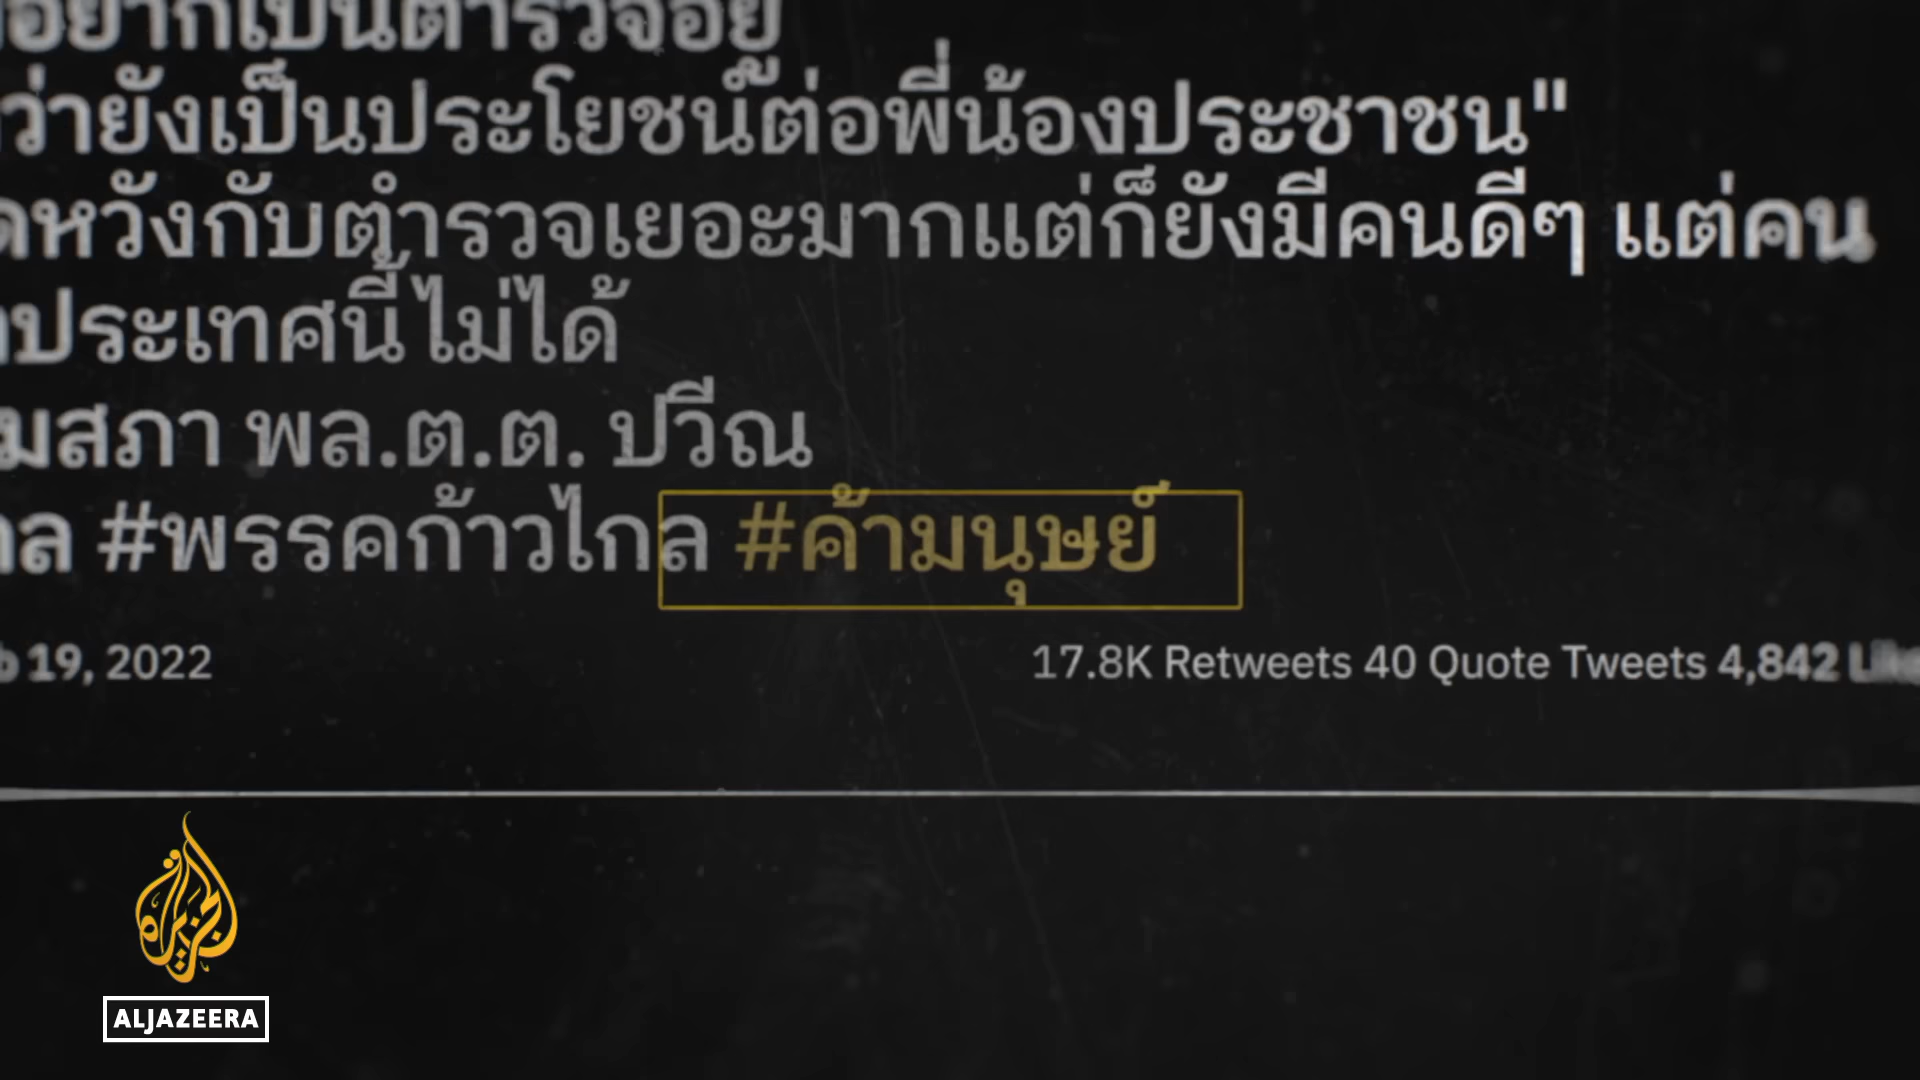 อยากเป็นตำรวจอยู่
ว่ายังเป็นประโยชน์ต่อพี่น้องประชาชน"
หวังกับตำรวจเยอะมากแต่ก็ยังมีคนดีๆ แต่คน
ประเทศนี้ไม่ได้
สภา พล.ต.ต. ปวีณ
#พรรคก้าวไกล #ค้ามนุษย์
19, 2022
17.8K Retweets 40 Quote Tweets 4,842 Likes
ALJAZEERA